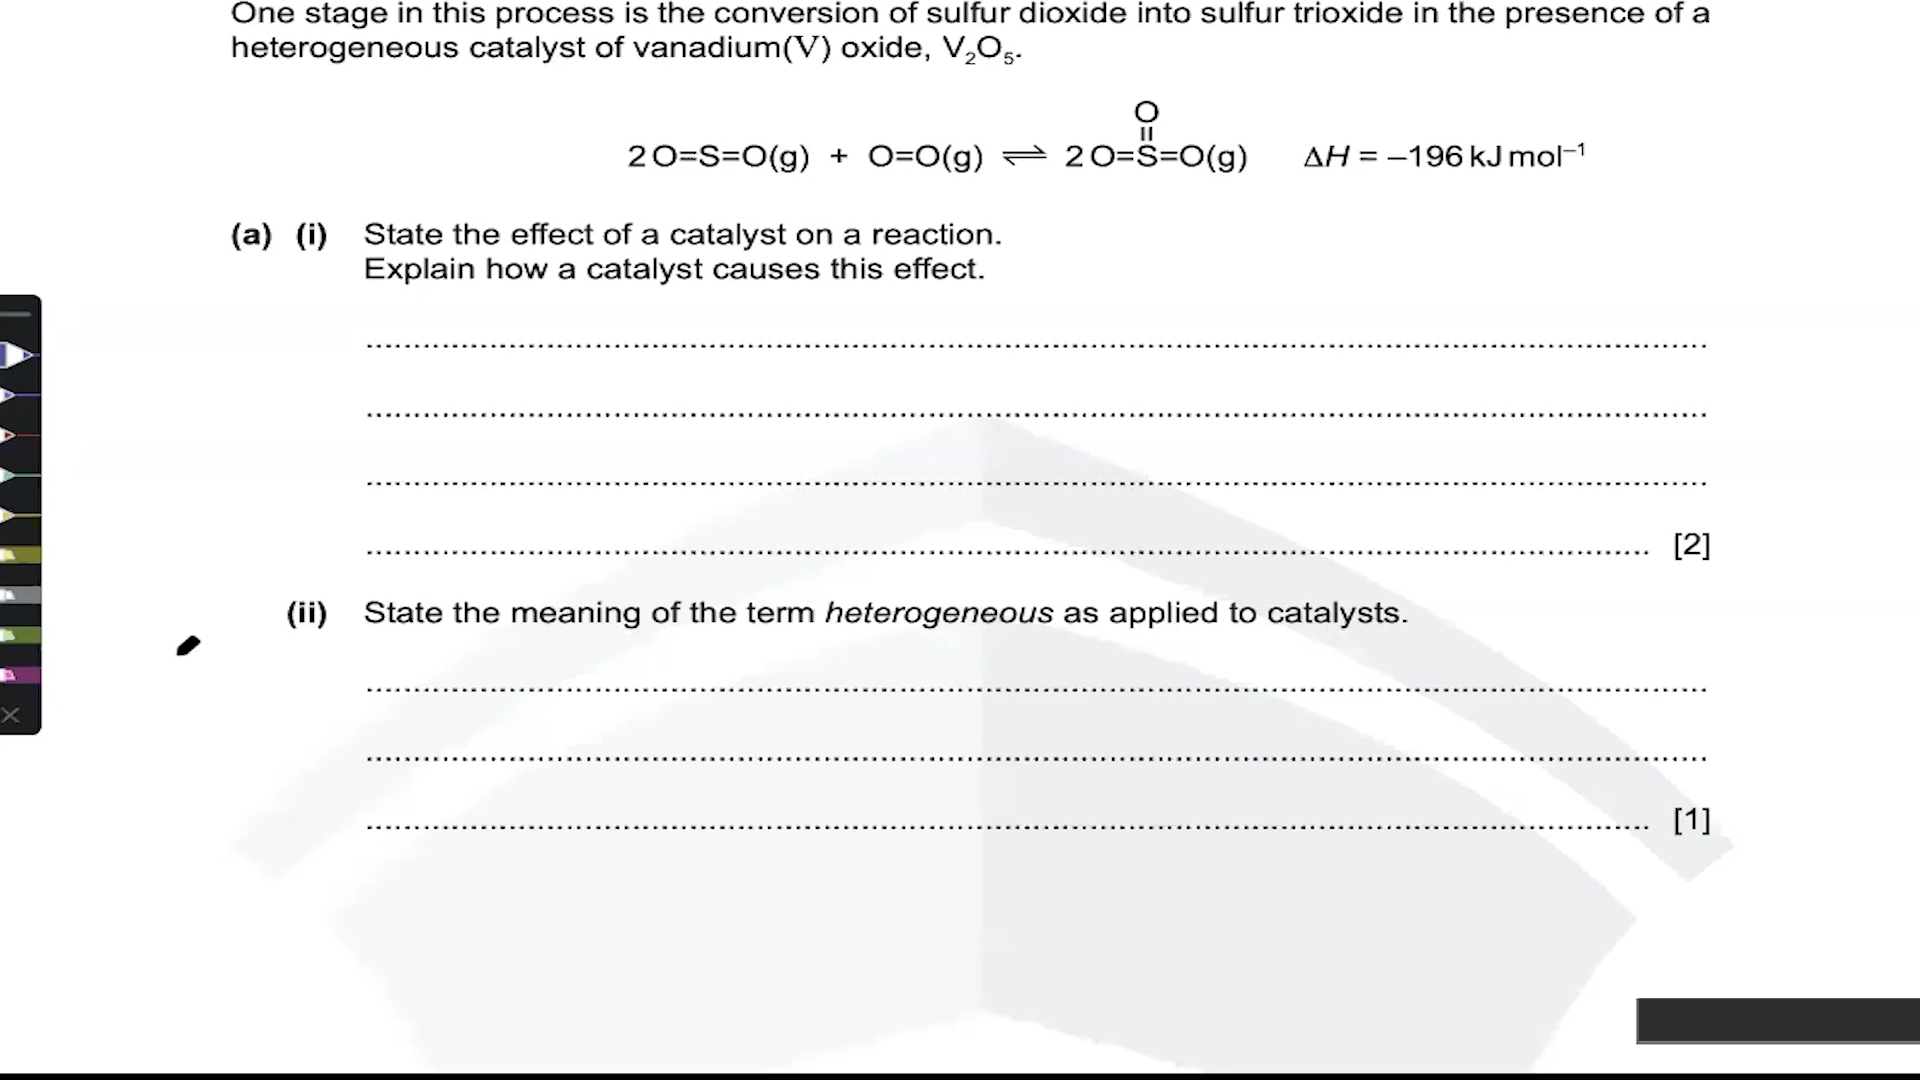 One stage in this process is the conversion of sulfur dioxide into sulfur trioxide in the presence of a
heterogeneous catalyst of vanadium(V) oxide, V₂O₅.
O
||
2 O=S=O(g) + O=O(g) ⇌ 2 O=S=O(g) ΔH = –196 kJ mol⁻¹
(a) (i) State the effect of a catalyst on a reaction.
Explain how a catalyst causes this effect.
[2]
(ii) State the meaning of the term heterogeneous as applied to catalysts.
[1]